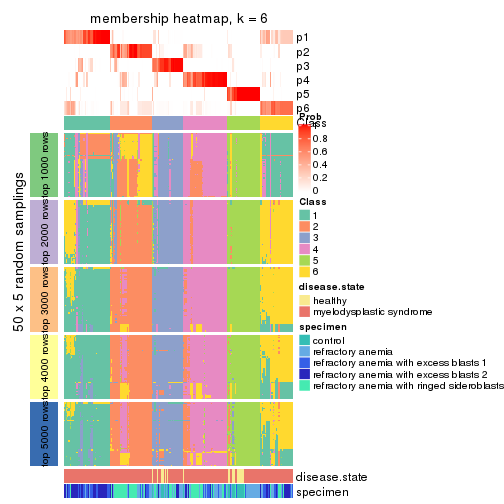 membership heatmap, k = 6
p1
p2
p3
p4
p5
p6
Class
Prob
0.8
0.6
0.4
0.2
0
Class
1
2
3
4
5
6
disease.state
healthy
myelodysplastic syndrome
specimen
control
refractory anemia
refractory anemia with excess blasts 1
refractory anemia with excess blasts 2
refractory anemia with ringed sideroblasts
50 x 5 random samplings
top 1000 rows
top 2000 rows
top 3000 rows
top 4000 rows
top 5000 rows
disease.state
specimen